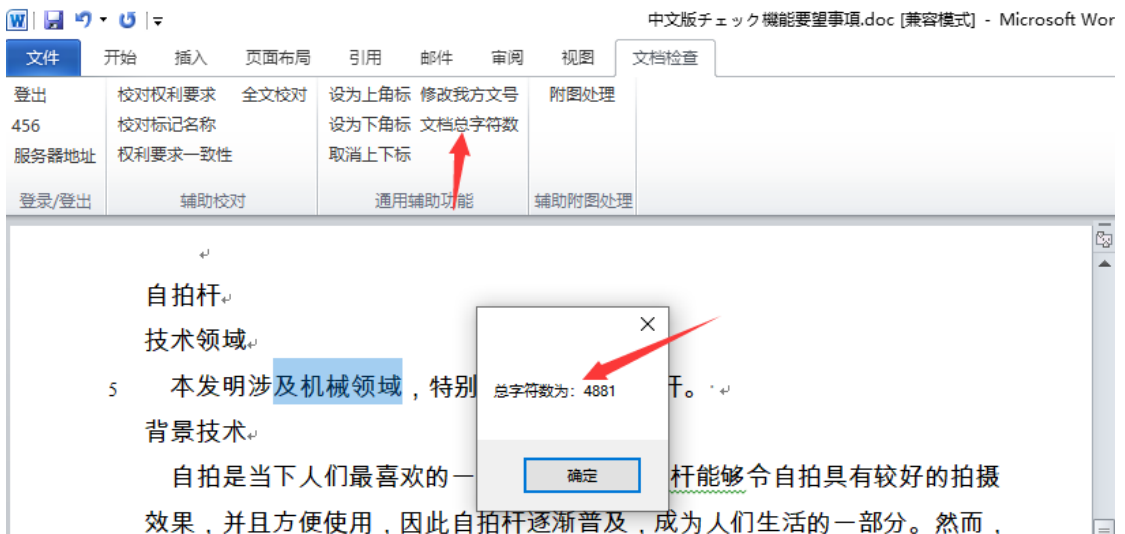 中文版チェック機能要望事項.doc [兼容模式] - Microsoft Wor
文件 开始 插入 页面布局 引用 邮件 审阅 视图 文档检查
登出 校对权利要求 全文校对 设为上角标 修改我方文号 附图处理
456 校对标记名称 设为下角标 文档总字符数
服务器地址 权利要求一致性 取消上下标
登录/登出 辅助校对 通用辅助功能 辅助附图处理
自拍杆
技术领域
5 本发明涉及机械领域，特别 杆。
总字符数为：4881
背景技术
确定
自拍是当下人们最喜欢的一 杆能够令自拍具有较好的拍摄
效果，并且方便使用，因此自拍杆逐渐普及，成为人们生活的一部分。然而，